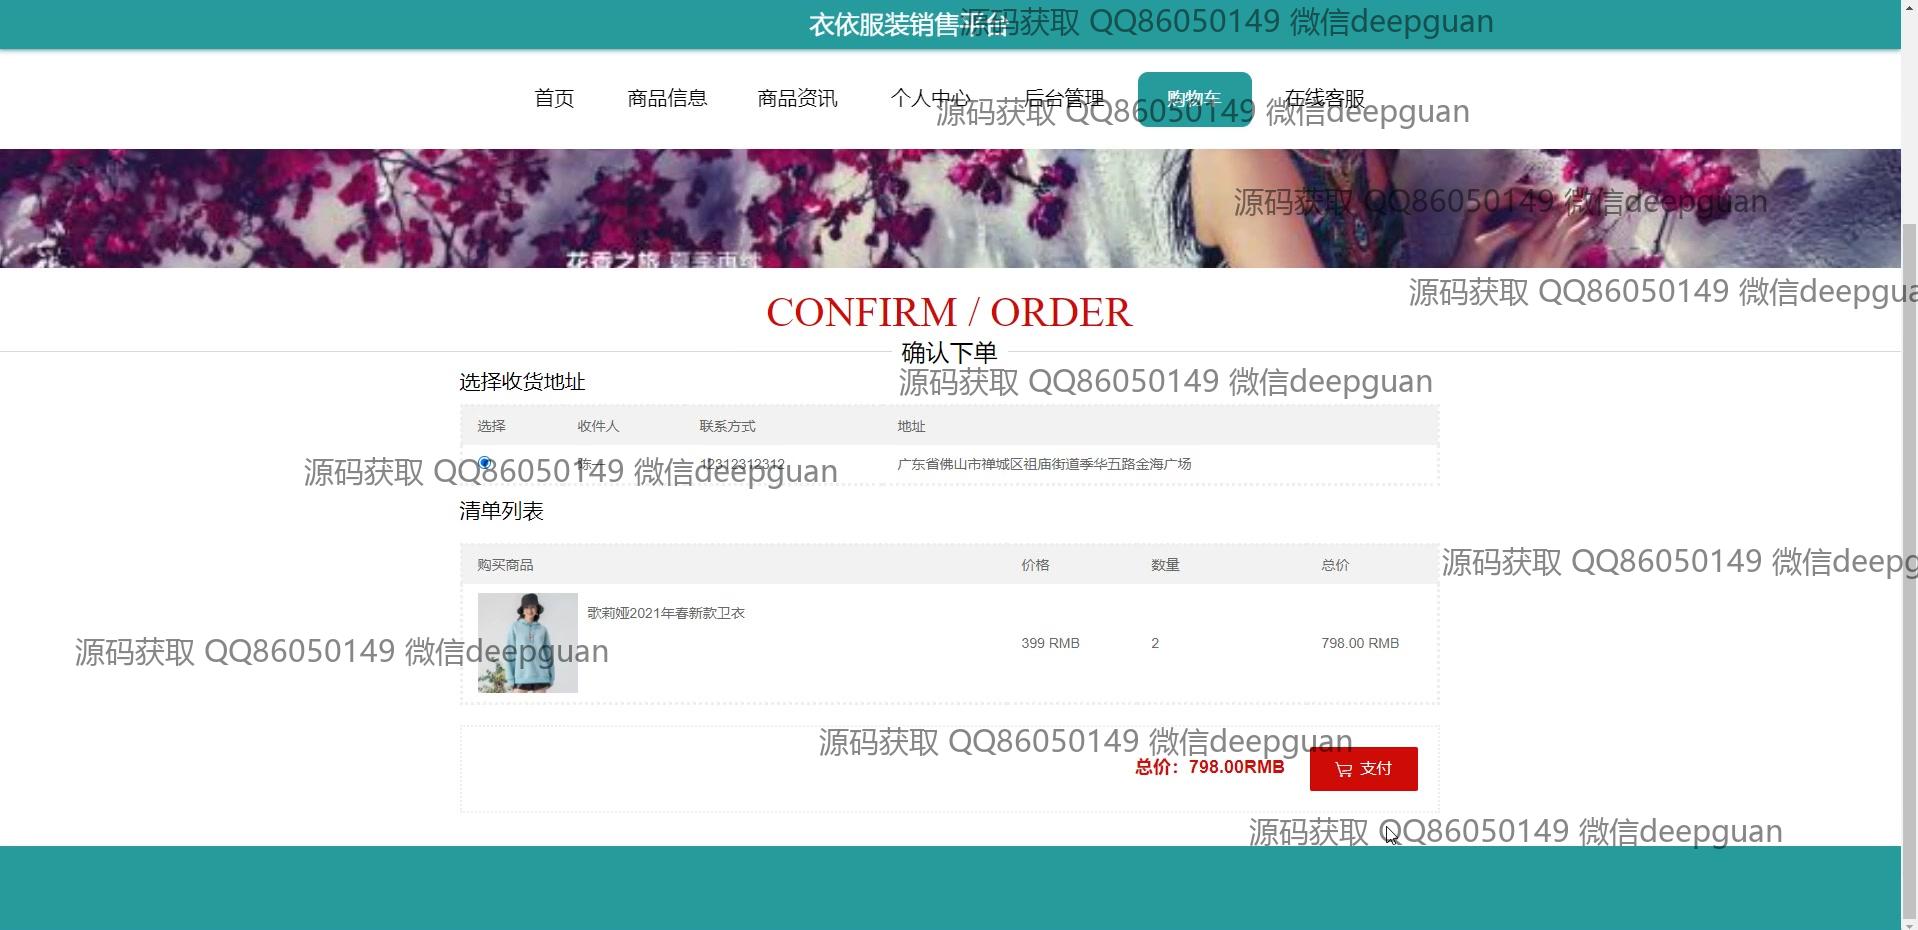 衣依服装销售平台
源码获取 QQ86050149 微信deepguan
首页 商品信息 商品资讯 个人中心 后台管理 购物车 在线客服
源码获取 QQ86050149 微信deepguan
源码获取 QQ86050149 微信deepguan
花香之旅 夏季市续
源码获取 QQ86050149 微信deepgua
CONFIRM / ORDER
确认下单
选择收货地址
源码获取 QQ86050149 微信deepguan
选择 收件人 联系方式 地址
陈一 12312312312 广东省佛山市禅城区祖庙街道季华五路金海广场
源码获取 QQ86050149 微信deepguan
清单列表
购买商品 价格 数量 总价
源码获取 QQ86050149 微信deepg
歌莉娅2021年春新款卫衣
399 RMB 2 798.00 RMB
源码获取 QQ86050149 微信deepguan
源码获取 QQ86050149 微信deepguan
总价：798.00RMB 支付
源码获取 QQ86050149 微信deepguan